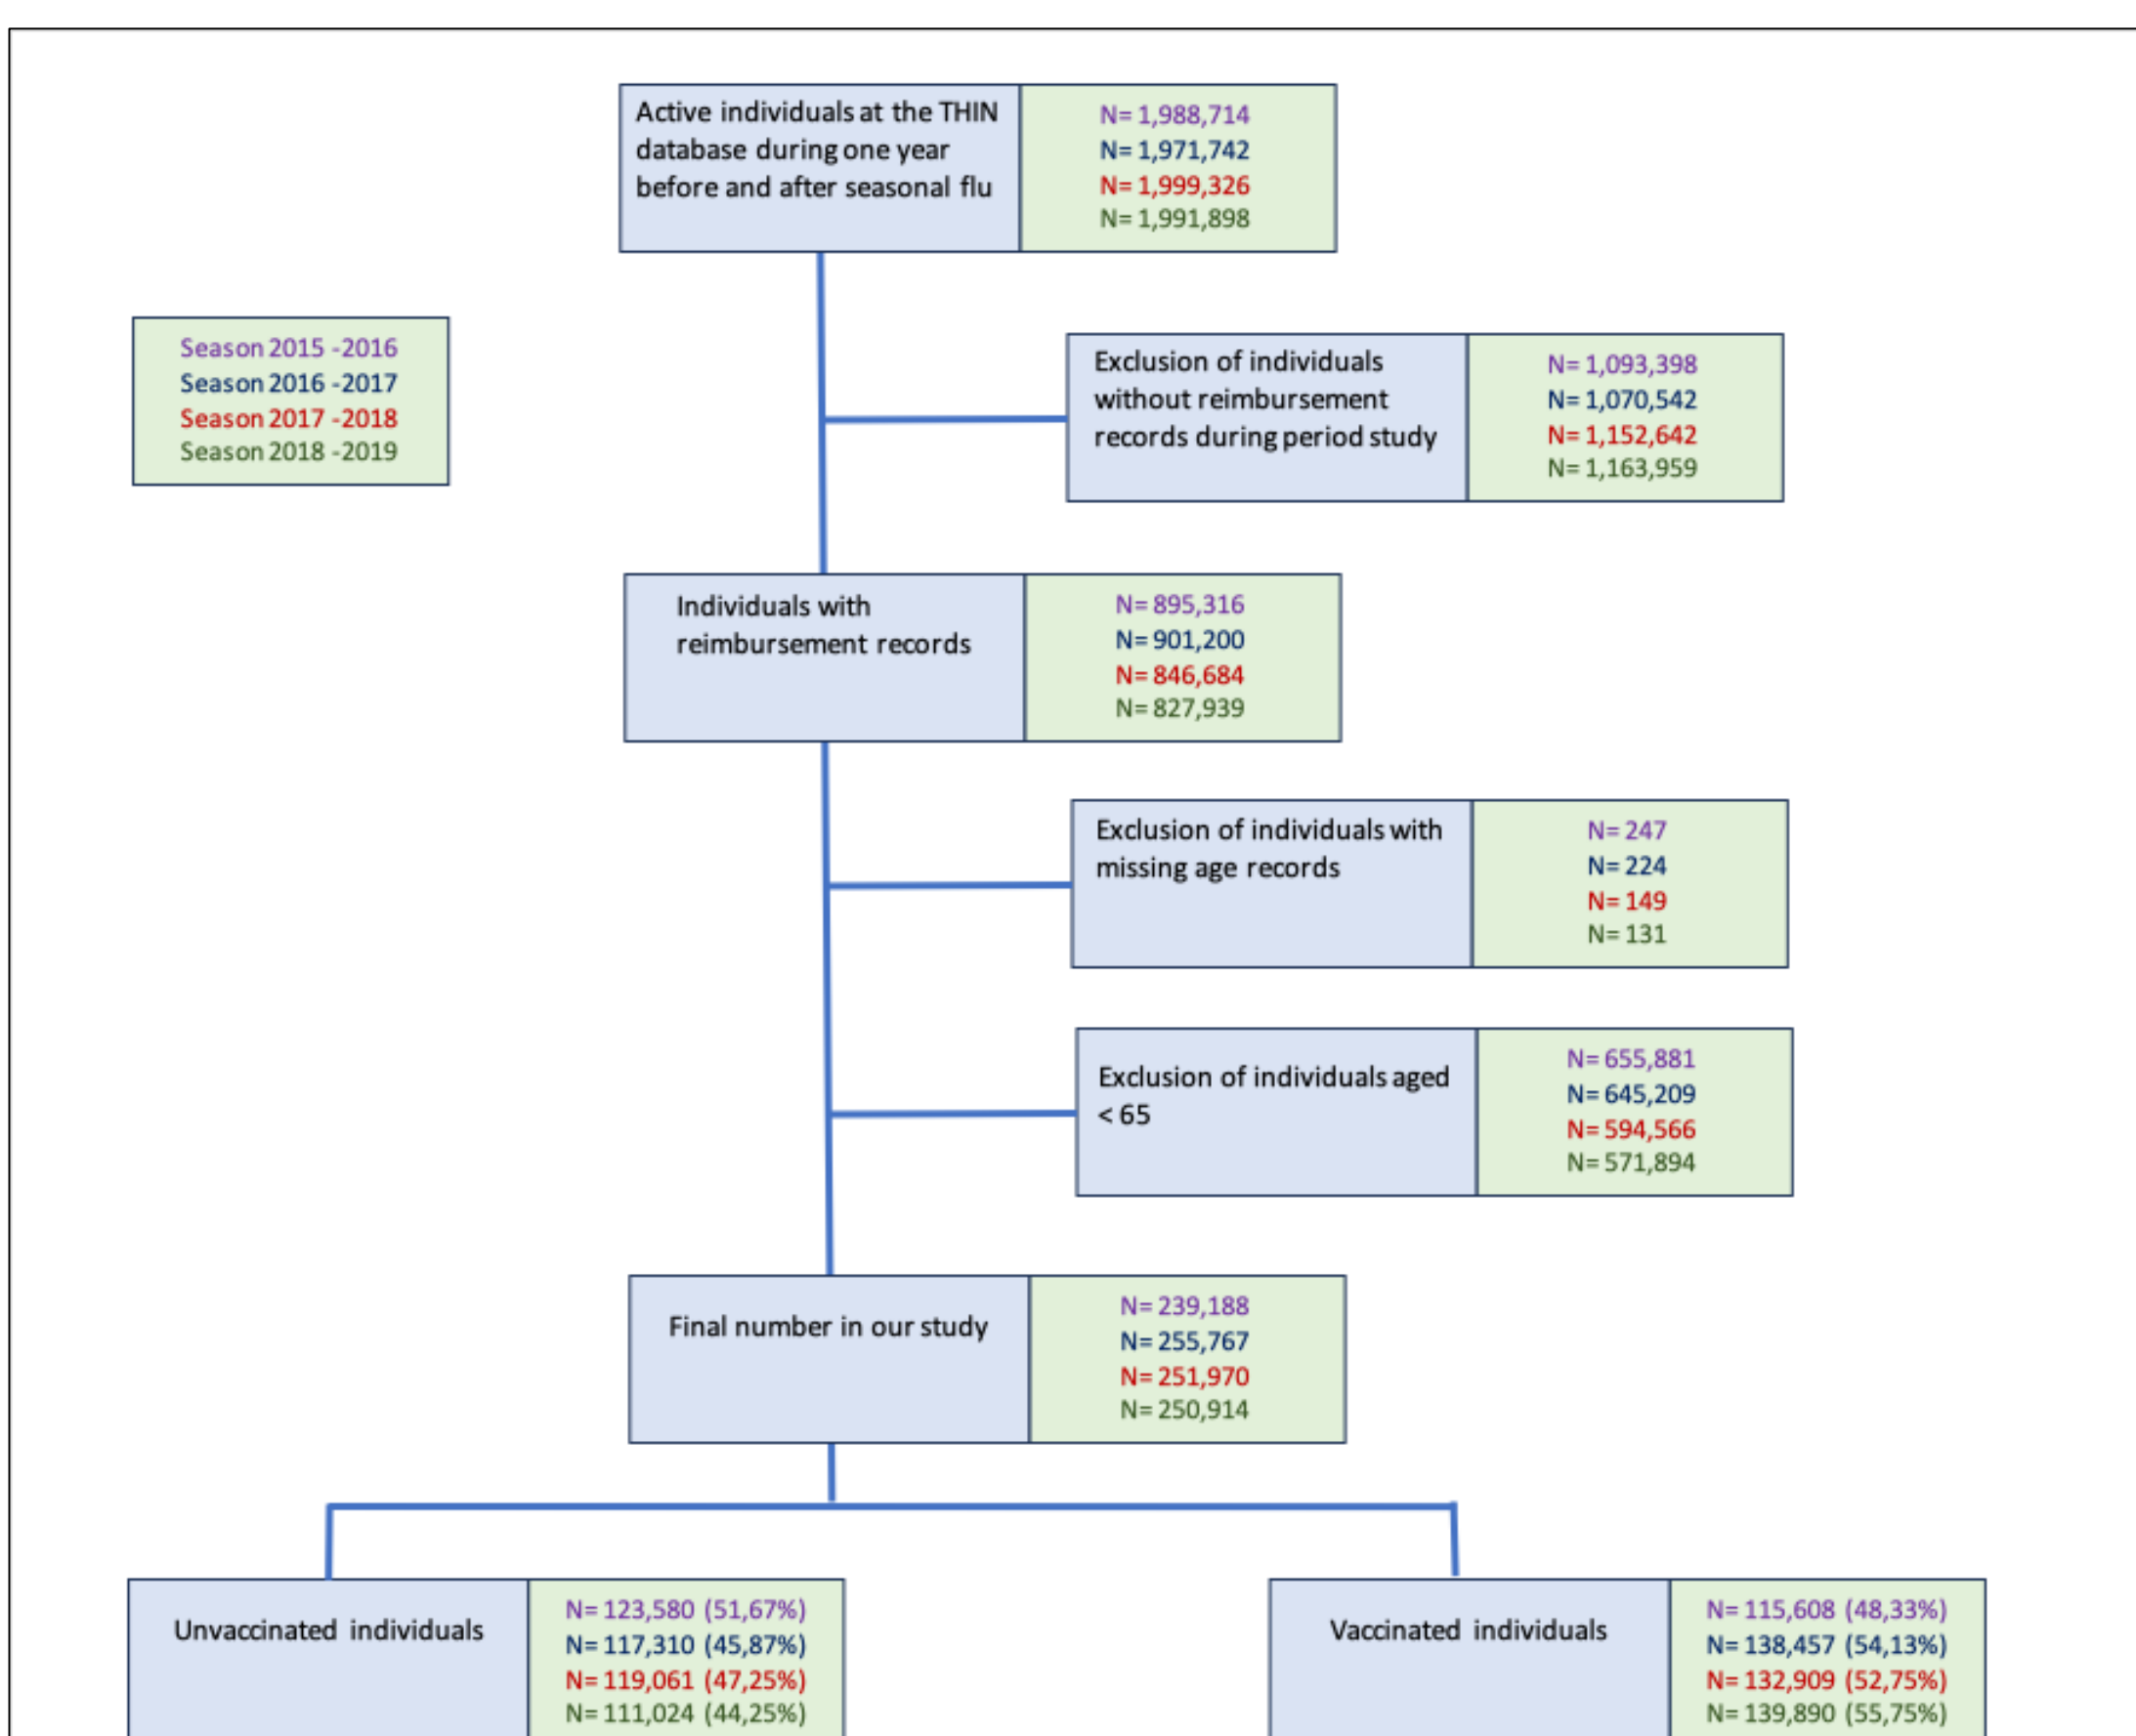 Active individuals at the THIN
database during one year
before and after seasonal flu
N= 1,988,714
N= 1,971,742
N= 1,999,326
N= 1,991,898
Season 2015 -2016
Season 2016 -2017
Season 2017 -2018
Season 2018 -2019
Exclusion of individuals
without reimbursement
records during period study
N= 1,093,398
N= 1,070,542
N= 1,152,642
N= 1,163,959
Individuals with
reimbursement records
N= 895,316
N= 901,200
N= 846,684
N= 827,939
Exclusion of individuals with
missing age records
N= 247
N= 224
N= 149
N= 131
Exclusion of individuals aged
< 65
N= 655,881
N= 645,209
N= 594,566
N= 571,894
Final number in our study
N= 239,188
N= 255,767
N= 251,970
N= 250,914
Unvaccinated individuals
N= 123,580 (51,67%)
N= 117,310 (45,87%)
N= 119,061 (47,25%)
N= 111,024 (44,25%)
Vaccinated individuals
N= 115,608 (48,33%)
N= 138,457 (54,13%)
N= 132,909 (52,75%)
N= 139,890 (55,75%)